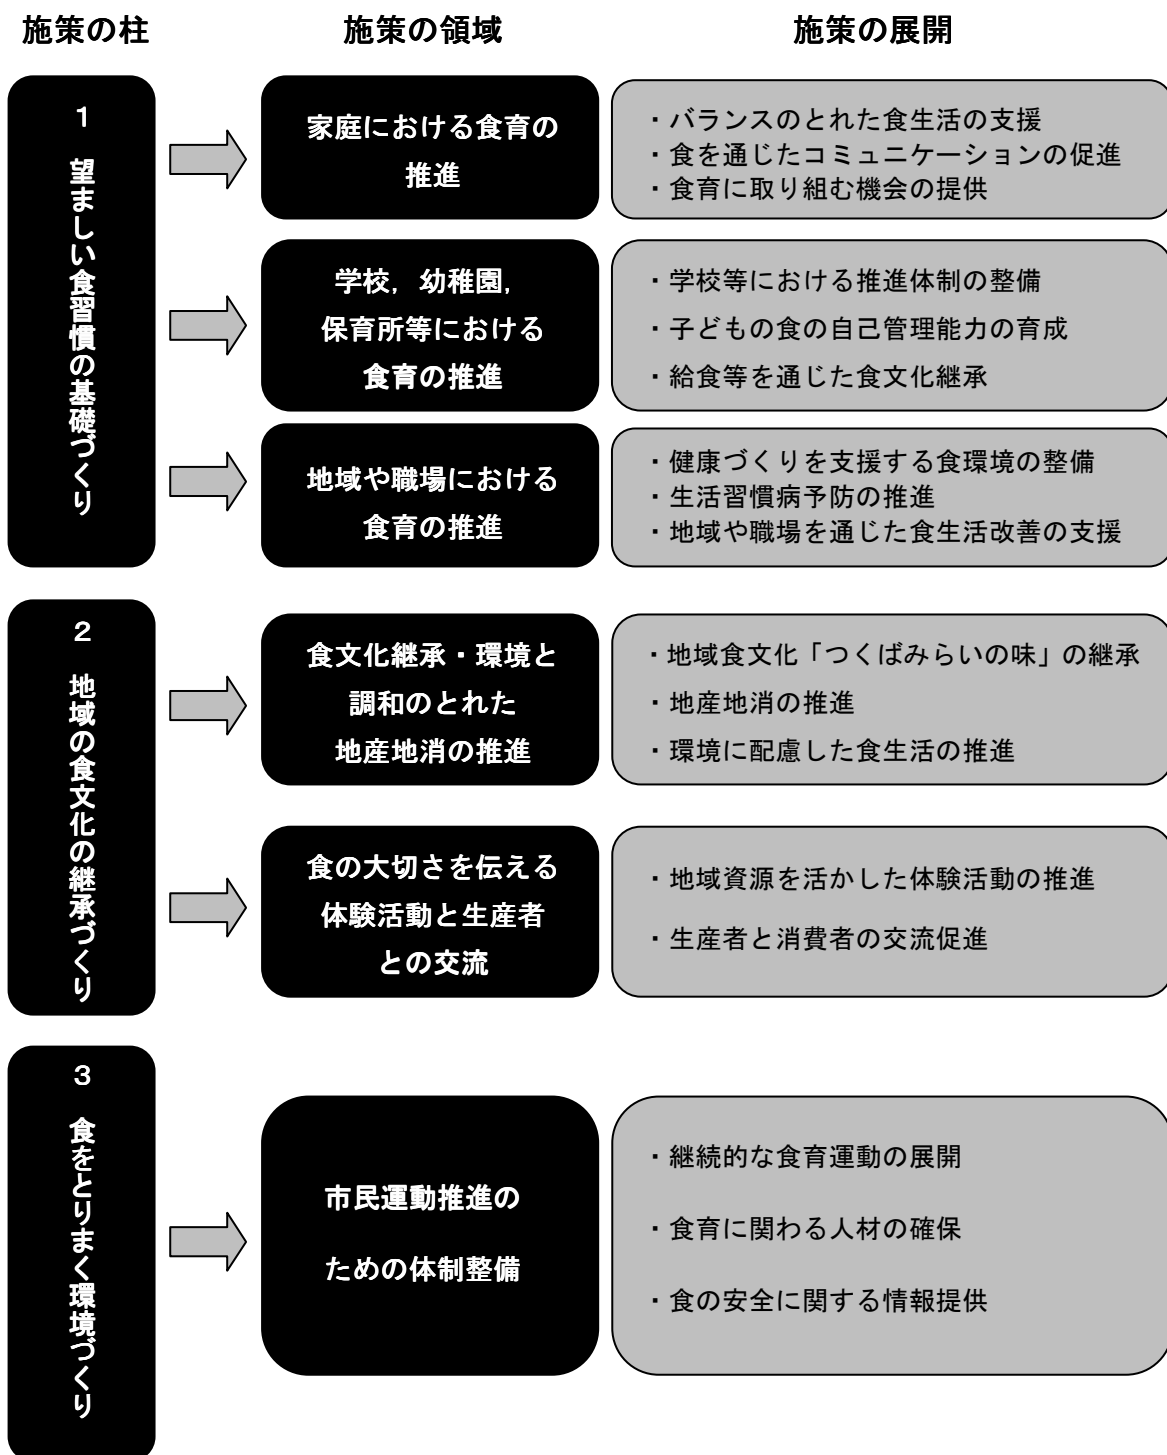 施策の柱
施策の領域
施策の展開
1 望ましい食習慣の基礎づくり
家庭における食育の
推進
・バランスのとれた食生活の支援
・食を通じたコミュニケーションの促進
・食育に取り組む機会の提供
学校,幼稚園,
保育所等における
食育の推進
・学校等における推進体制の整備
・子どもの食の自己管理能力の育成
・給食等を通じた食文化継承
地域や職場における
食育の推進
・健康づくりを支援する食環境の整備
・生活習慣病予防の推進
・地域や職場を通じた食生活改善の支援
2 地域の食文化の継承づくり
食文化継承・環境と
調和のとれた
地産地消の推進
・地域食文化「つくばみらいの味」の継承
・地産地消の推進
・環境に配慮した食生活の推進
食の大切さを伝える
体験活動と生産者
との交流
・地域資源を活かした体験活動の推進
・生産者と消費者の交流促進
3 食をとりまく環境づくり
市民運動推進の
ための体制整備
・継続的な食育運動の展開
・食育に関わる人材の確保
・食の安全に関する情報提供